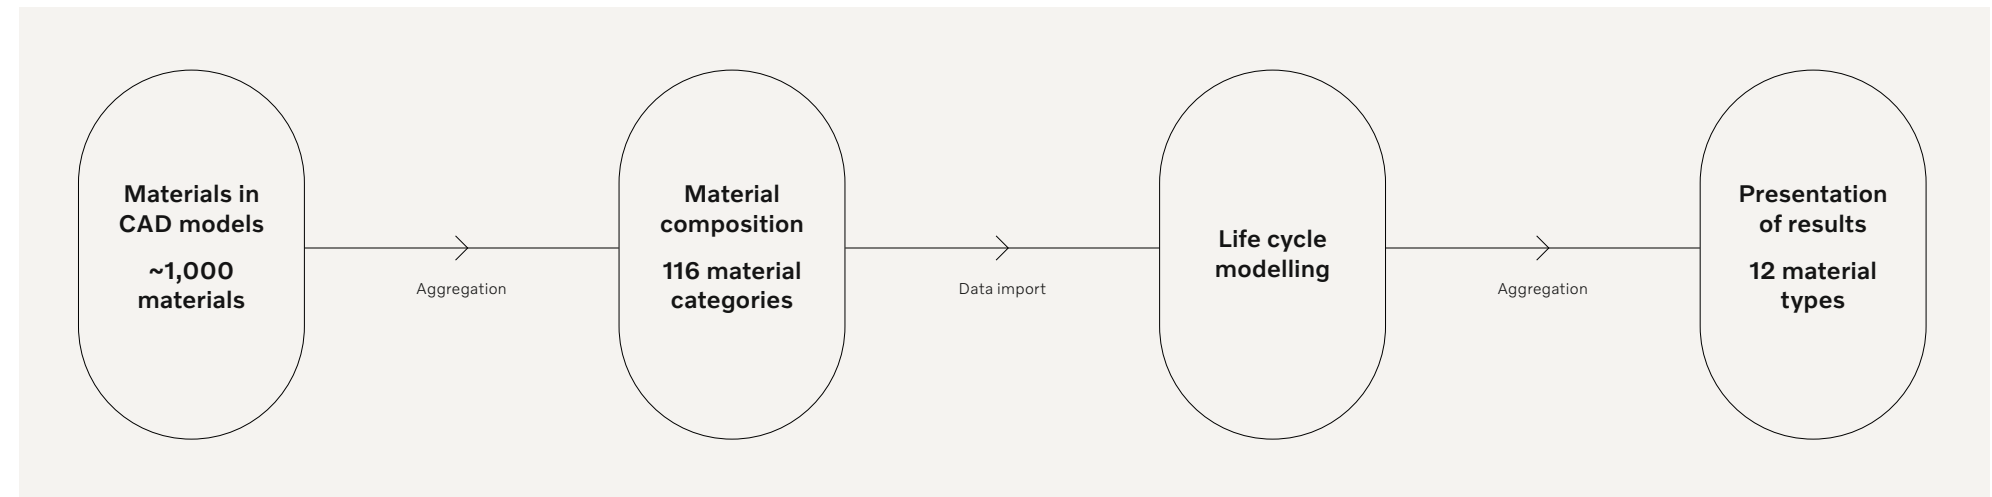 Materials in
CAD models
~1,000
materials
Aggregation
Material
composition
116 material
categories
Data import
Life cycle
modelling
Aggregation
Presentation
of results
12 material
types